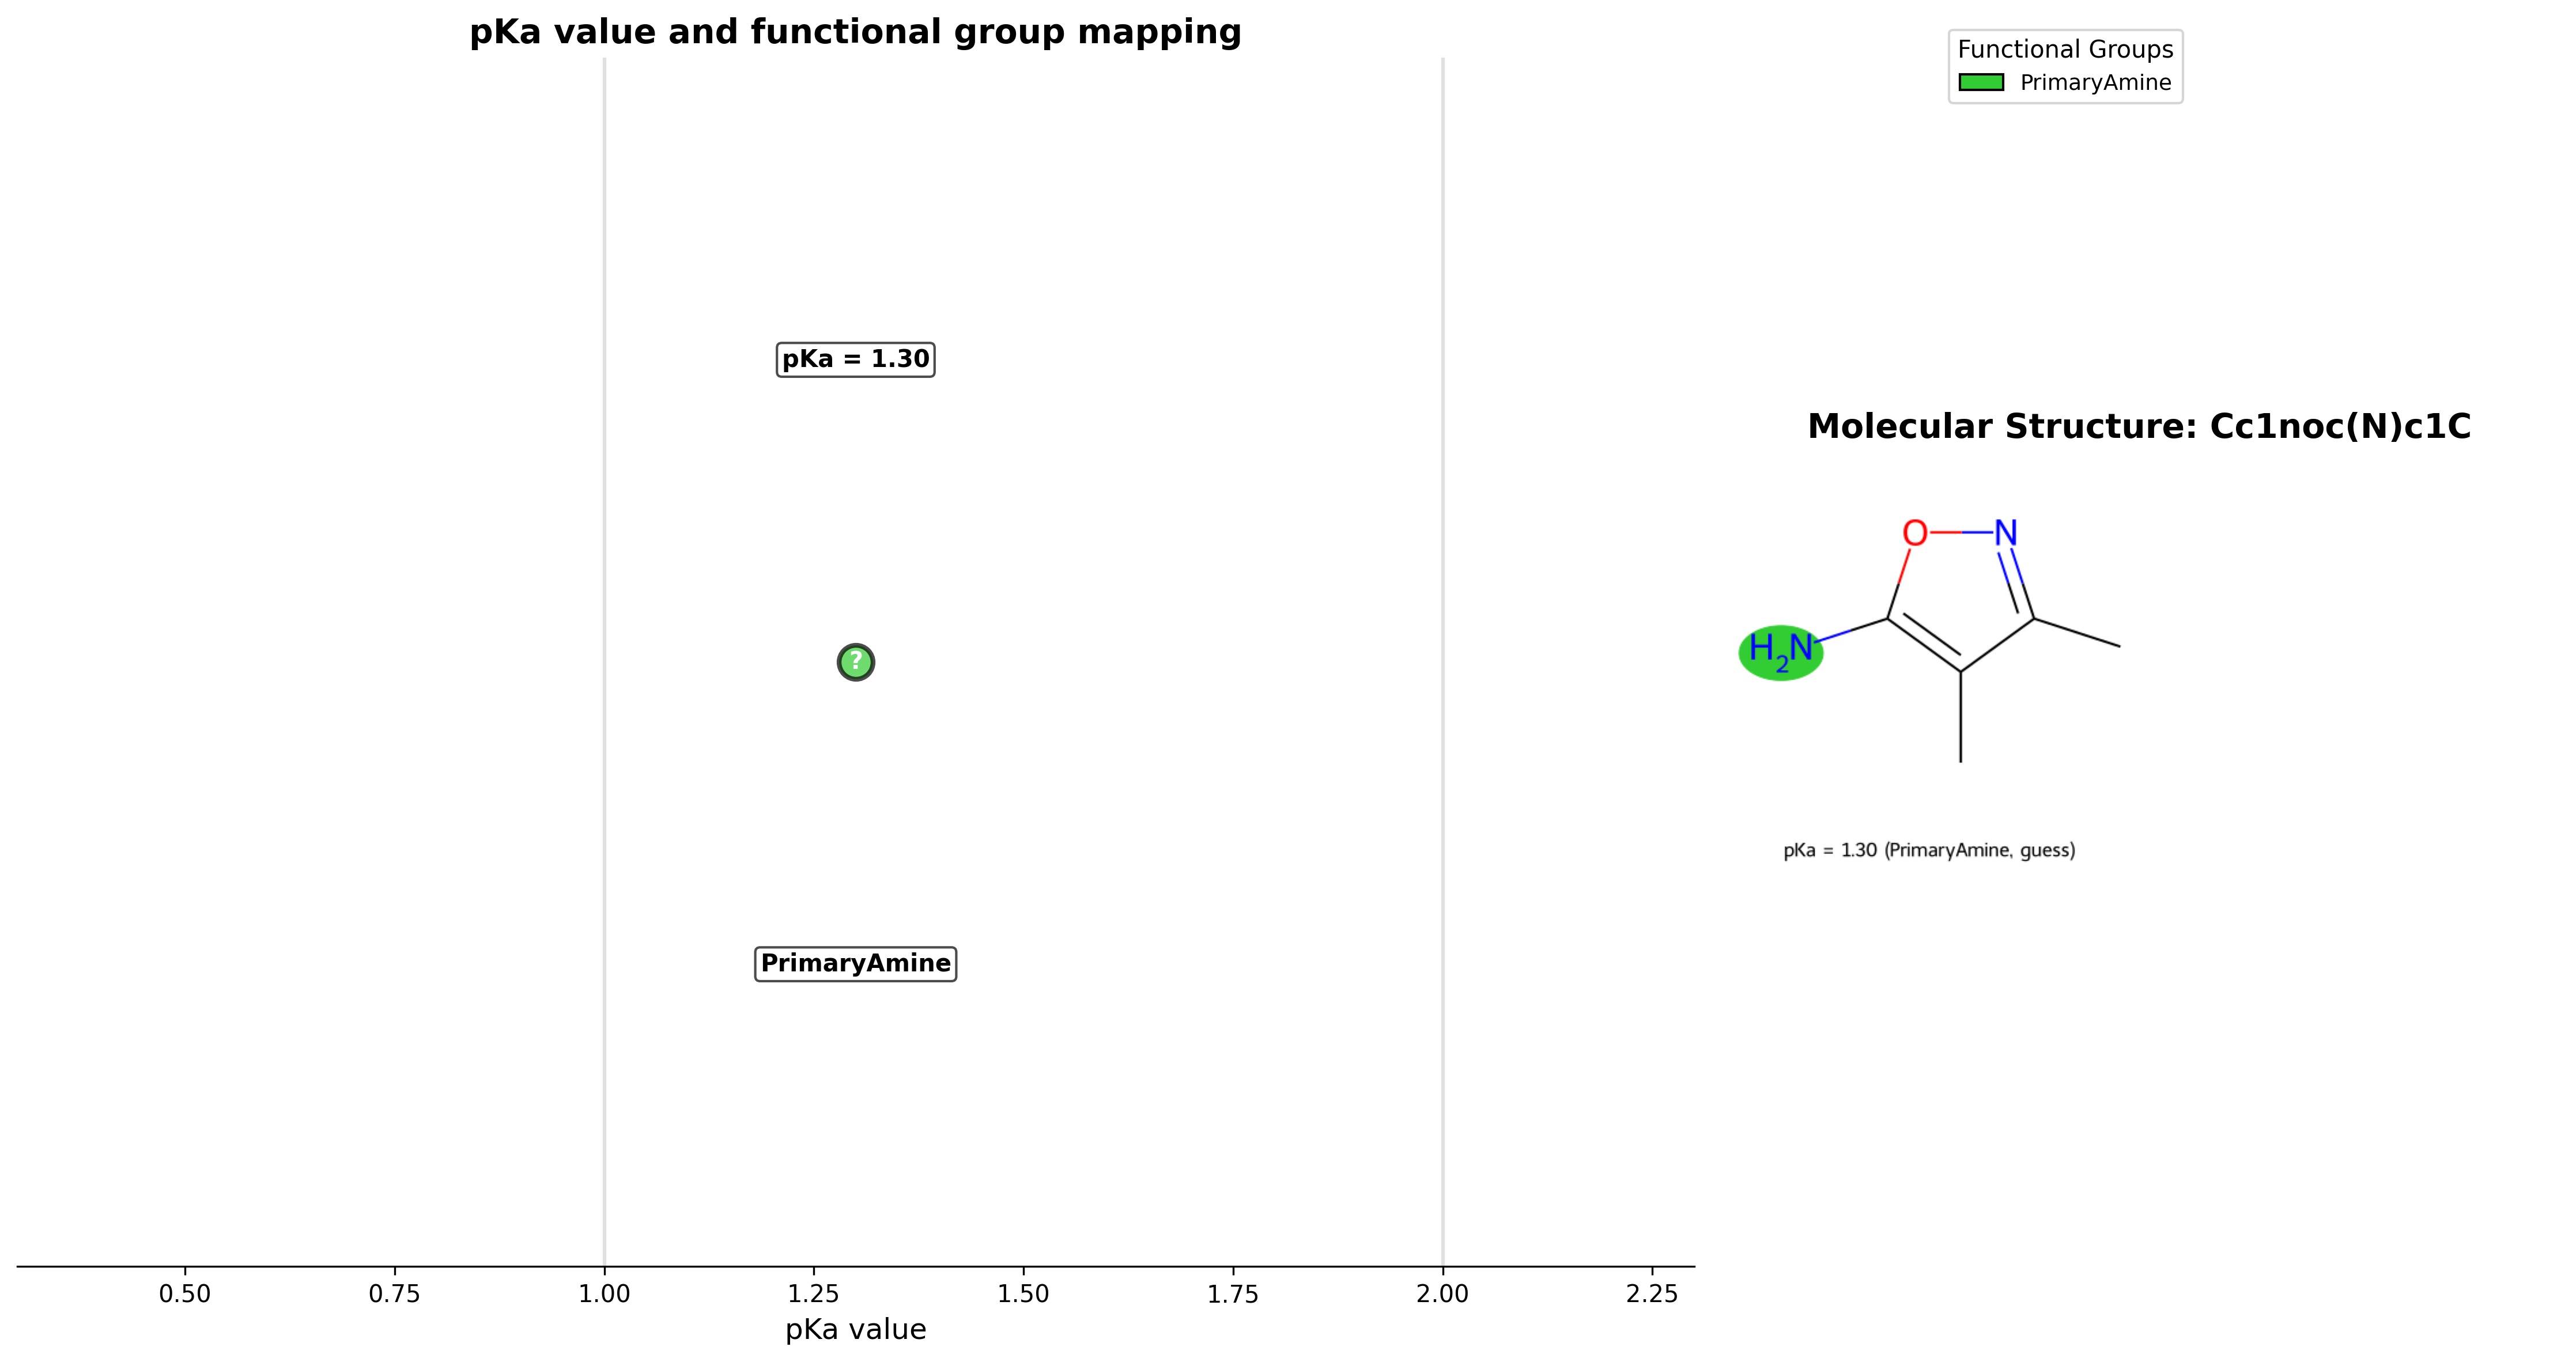 pKa value and functional group mapping
Functional Groups
PrimaryAmine
pKa = 1.30
Molecular Structure: Cc1noc(N)c1C
O
N
H2N
?
pKa = 1.30 (PrimaryAmine, guess)
PrimaryAmine
0.50 0.75 1.00 1.25 1.50 1.75 2.00 2.25
pKa value